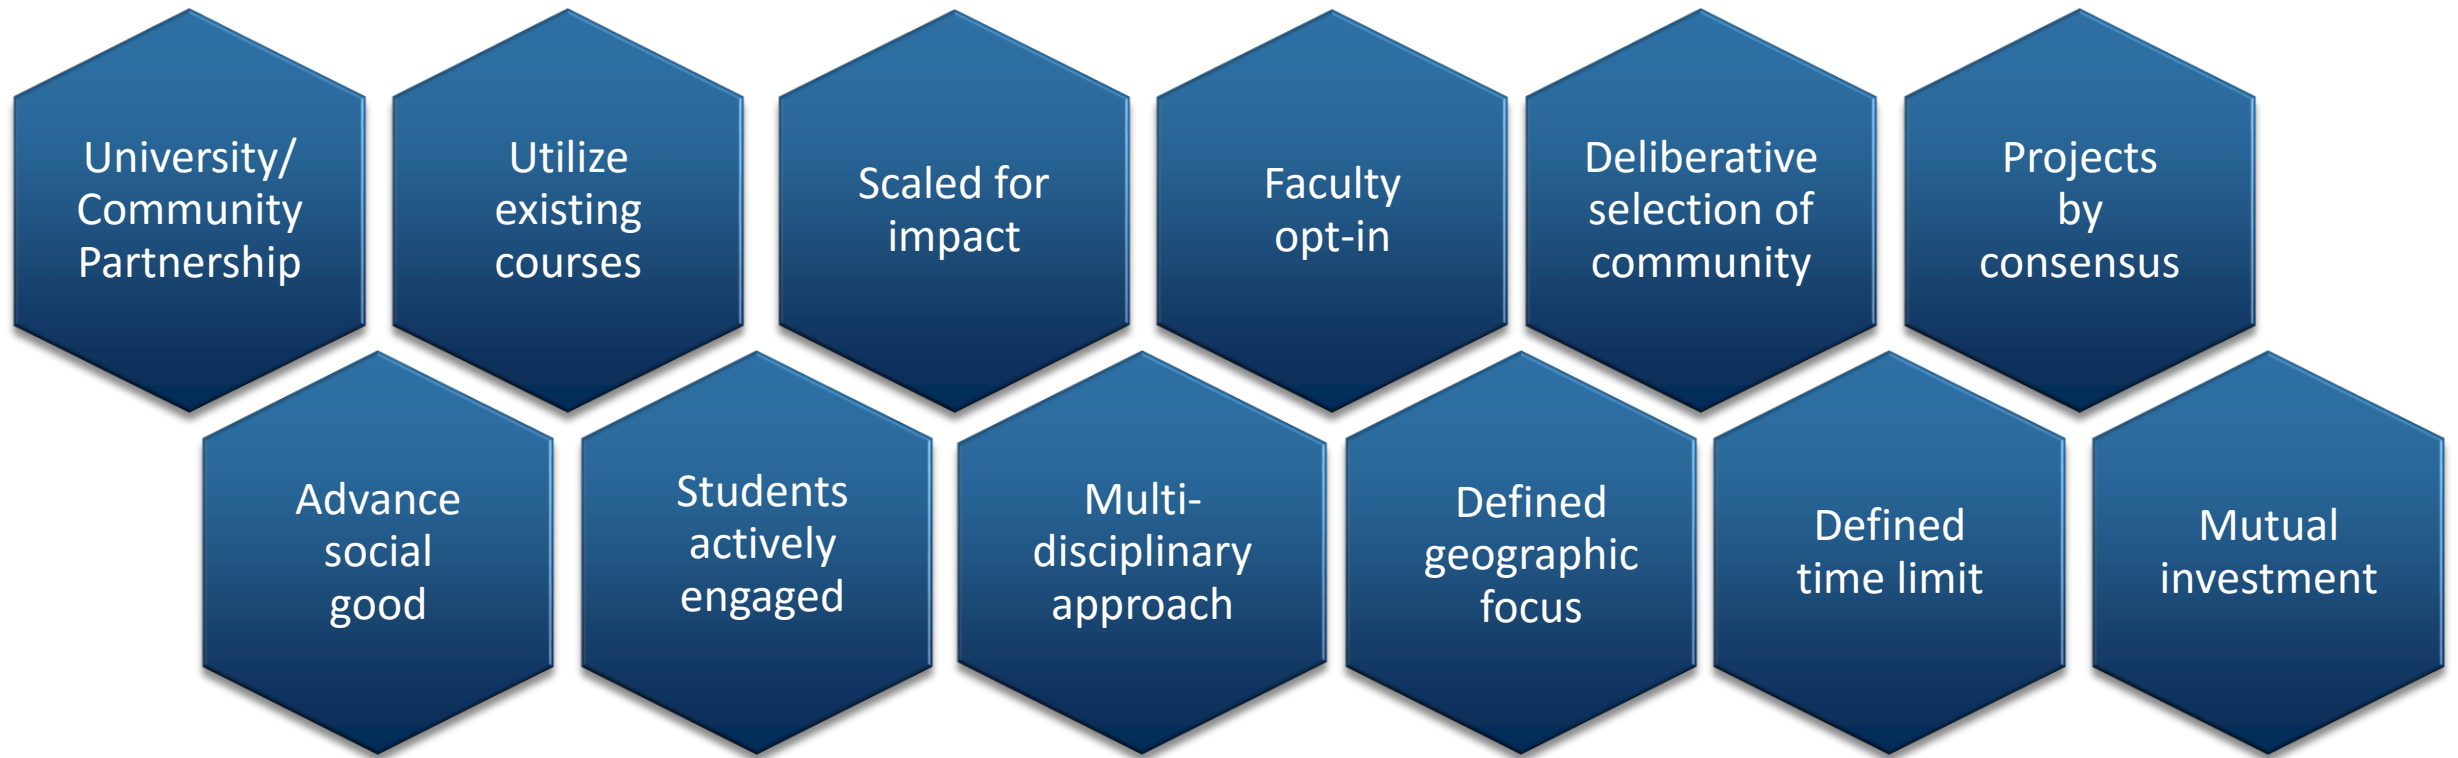 University/
Community
Partnership
Utilize
existing
courses
Scaled for
impact
Faculty
opt-in
Deliberative
selection of
community
Projects
by
consensus
Advance
social
good
Students
actively
engaged
Multi-
disciplinary
approach
Defined
geographic
focus
Defined
time limit
Mutual
investment